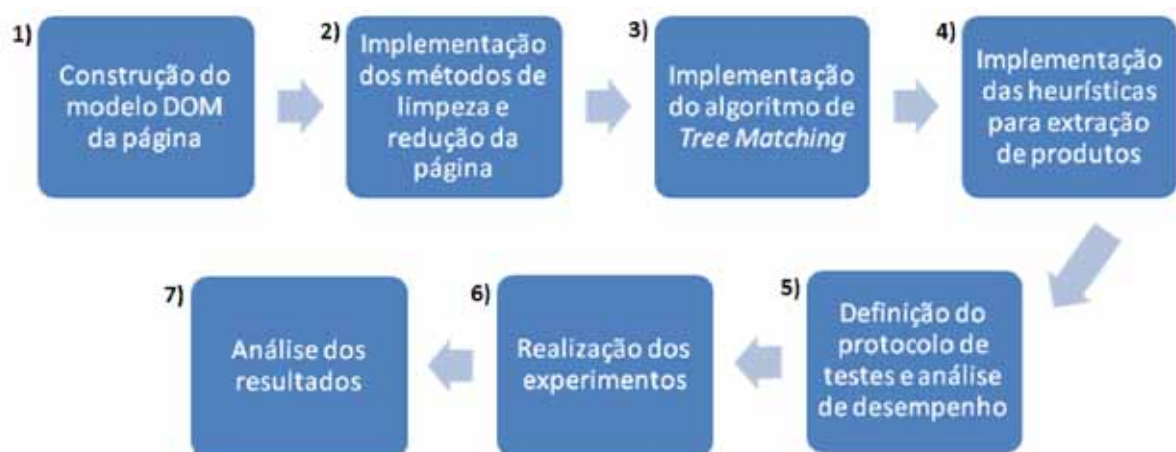 1)
Construção do
modelo DOM
da página
2)
Implementação
dos métodos de
limpeza e
redução da
página
3)
Implementação
do algoritmo de
Tree Matching
4)
Implementação
das heurísticas
para extração
de produtos
5)
Definição do
protocolo de
testes e análise
de desempenho
6)
Realização dos
experimentos
7)
Análise dos
resultados